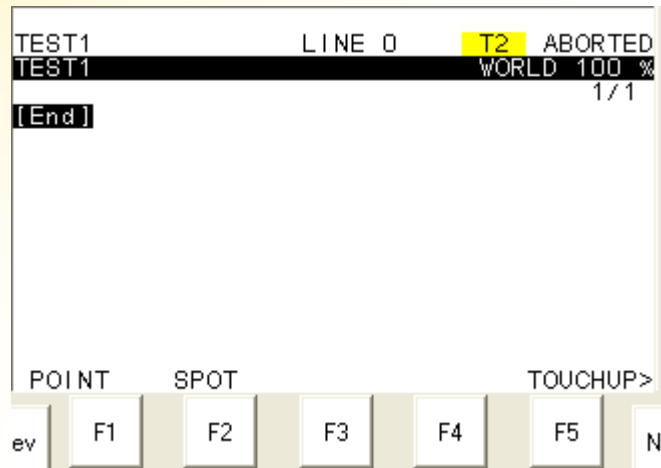 TEST1 LINE 0 T2 ABORTED
TEST1 WORLD 100 %
1/1
[End]
POINT SPOT TOUCHUP>
ev F1 F2 F3 F4 F5 N